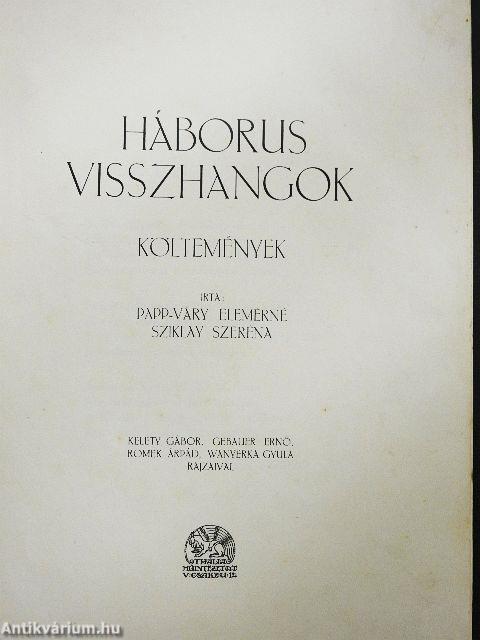 HÁBORUS
VISSZHANGOK
KÖLTEMÉNYEK
IRTA:
PAPP-VÁRY ELEMÉRNÉ
SZIKLAY SZERÉNA
KELETY GÁBOR, GEBAUER ERNŐ,
ROMEK ÁRPÁD, WANYERKA GYULA
RAJZAIVAL
Antikvárium.hu